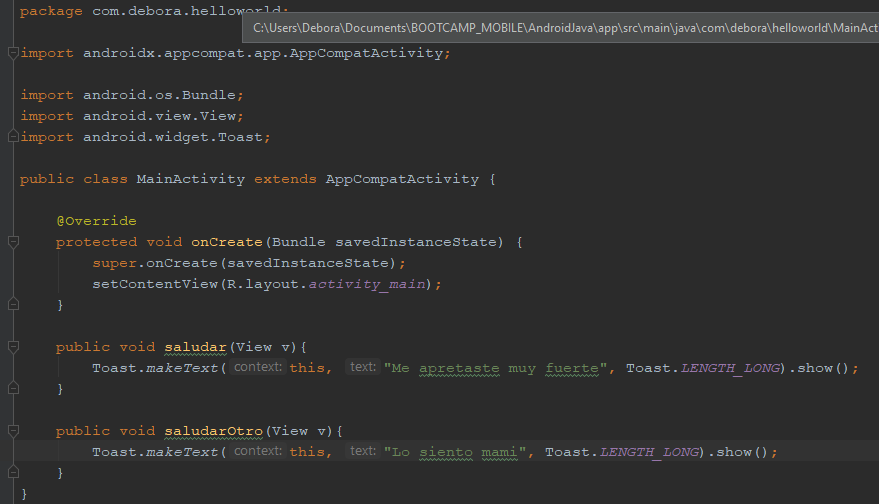 package com.debora.helloworld;
C:\Users\Debora\Documents\BOOTCAMP_MOBILE\AndroidJava\app\src\main\java\com\debora\helloworld\MainAct
import androidx.appcompat.app.AppCompatActivity;
import android.os.Bundle;
import android.view.View;
import android.widget.Toast;
public class MainActivity extends AppCompatActivity {
@Override
protected void onCreate(Bundle savedInstanceState) {
super.onCreate(savedInstanceState);
setContentView(R.layout.activity_main);
}
public void saludar(View v){
Toast.makeText( context: this, text: "Me apretaste muy fuerte", Toast.LENGTH_LONG).show();
}
public void saludarOtro(View v){
Toast.makeText( context: this, text: "Lo siento mami", Toast.LENGTH_LONG).show();
}
}